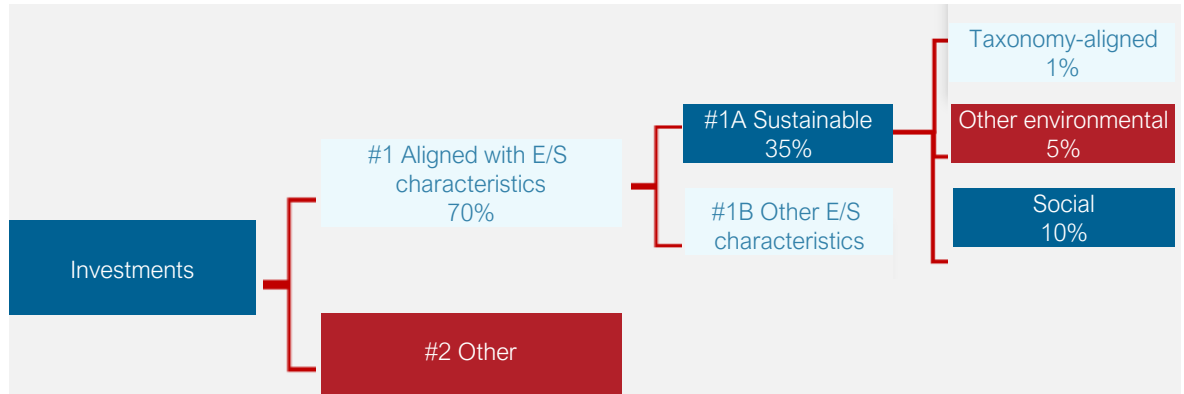 Investments
#1 Aligned with E/S
characteristics
70%
#2 Other
#1A Sustainable
35%
#1B Other E/S
characteristics
Taxonomy-aligned
1%
Other environmental
5%
Social
10%